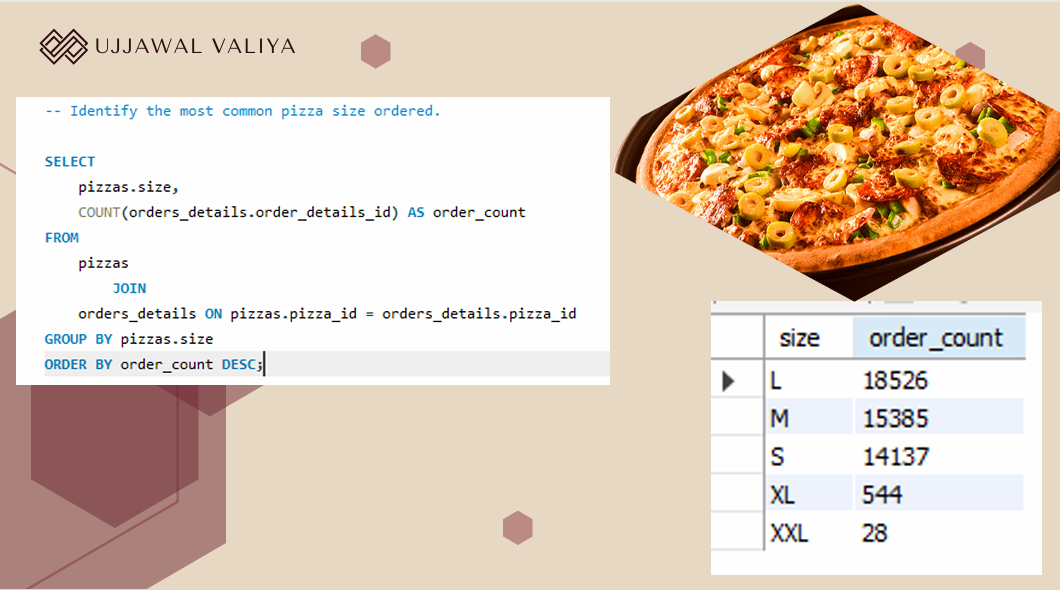 UJJAWAL VALIYA
-- Identify the most common pizza size ordered.
SELECT
pizzas.size,
COUNT(orders_details.order_details_id) AS order_count
FROM
pizzas
JOIN
orders_details ON pizzas.pizza_id = orders_details.pizza_id
GROUP BY pizzas.size
ORDER BY order_count DESC;
size order_count
L 18526
M 15385
S 14137
XL 544
XXL 28